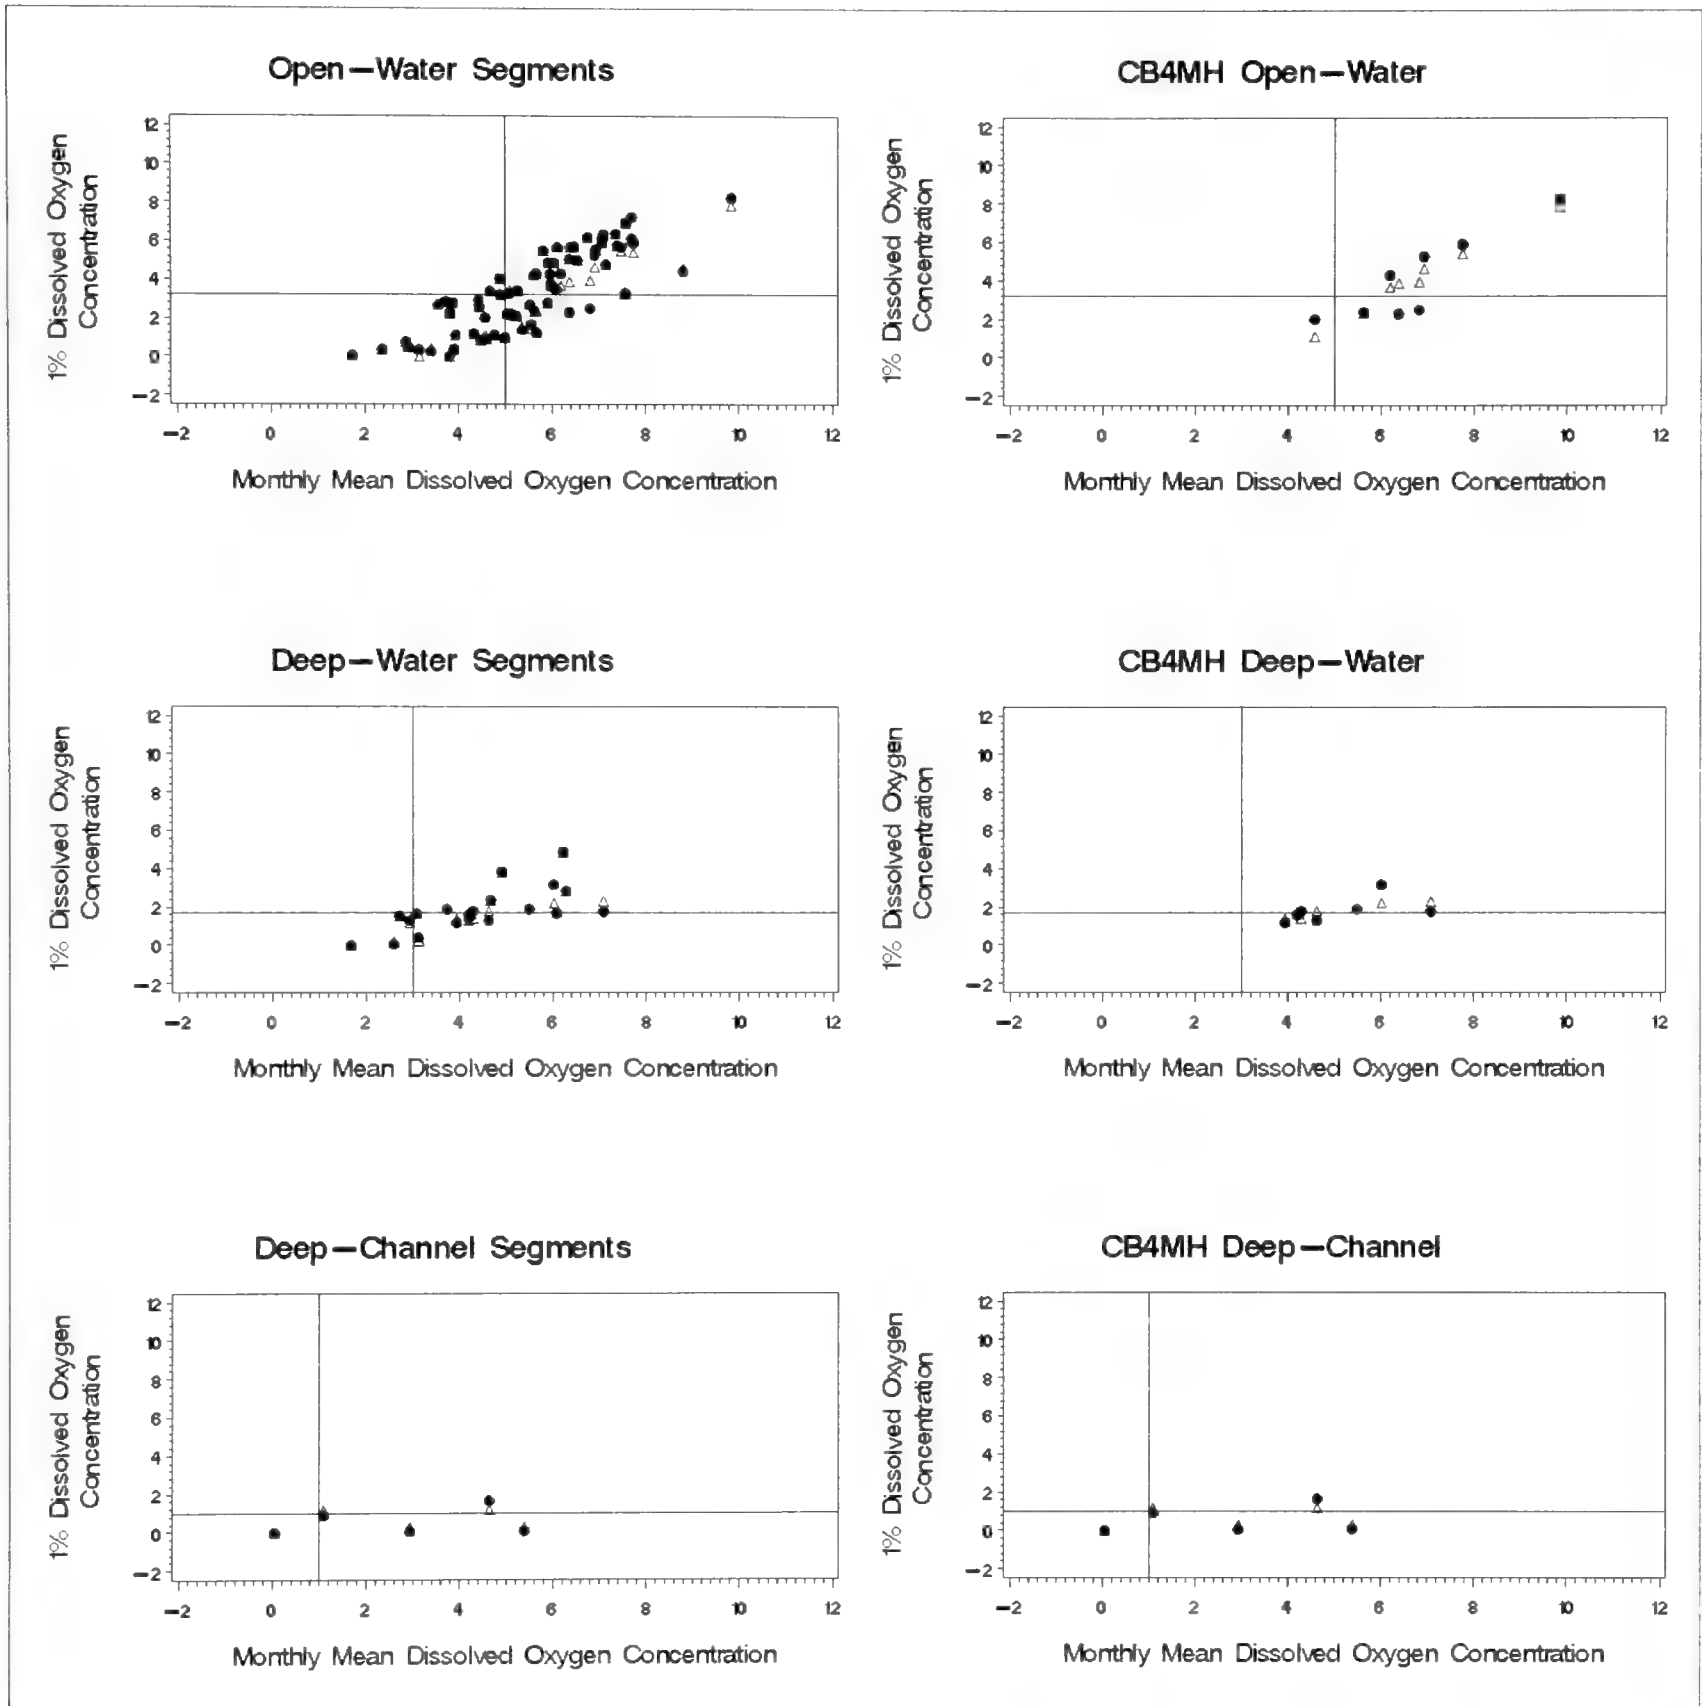 Open—Water Segments
12
10
8
6
4
2
0
—2
1% Dissolved Oxygen
Concentration
—2 0 2 4 6 8 10 12
Monthly Mean Dissolved Oxygen Concentration
CB4MH Open—Water
12
10
8
6
4
2
0
—2
1% Dissolved Oxygen
Concentration
—2 0 2 4 6 8 10 12
Monthly Mean Dissolved Oxygen Concentration
Deep—Water Segments
12
10
8
6
4
2
0
—2
1% Dissolved Oxygen
Concentration
—2 0 2 4 6 8 10 12
Monthly Mean Dissolved Oxygen Concentration
CB4MH Deep—Water
12
10
8
6
4
2
0
—2
1% Dissolved Oxygen
Concentration
—2 0 2 4 6 8 10 12
Monthly Mean Dissolved Oxygen Concentration
Deep—Channel Segments
12
10
8
6
4
2
0
—2
1% Dissolved Oxygen
Concentration
—2 0 2 4 6 8 10 12
Monthly Mean Dissolved Oxygen Concentration
CB4MH Deep—Channel
12
10
8
6
4
2
0
—2
1% Dissolved Oxygen
Concentration
—2 0 2 4 6 8 10 12
Monthly Mean Dissolved Oxygen Concentration